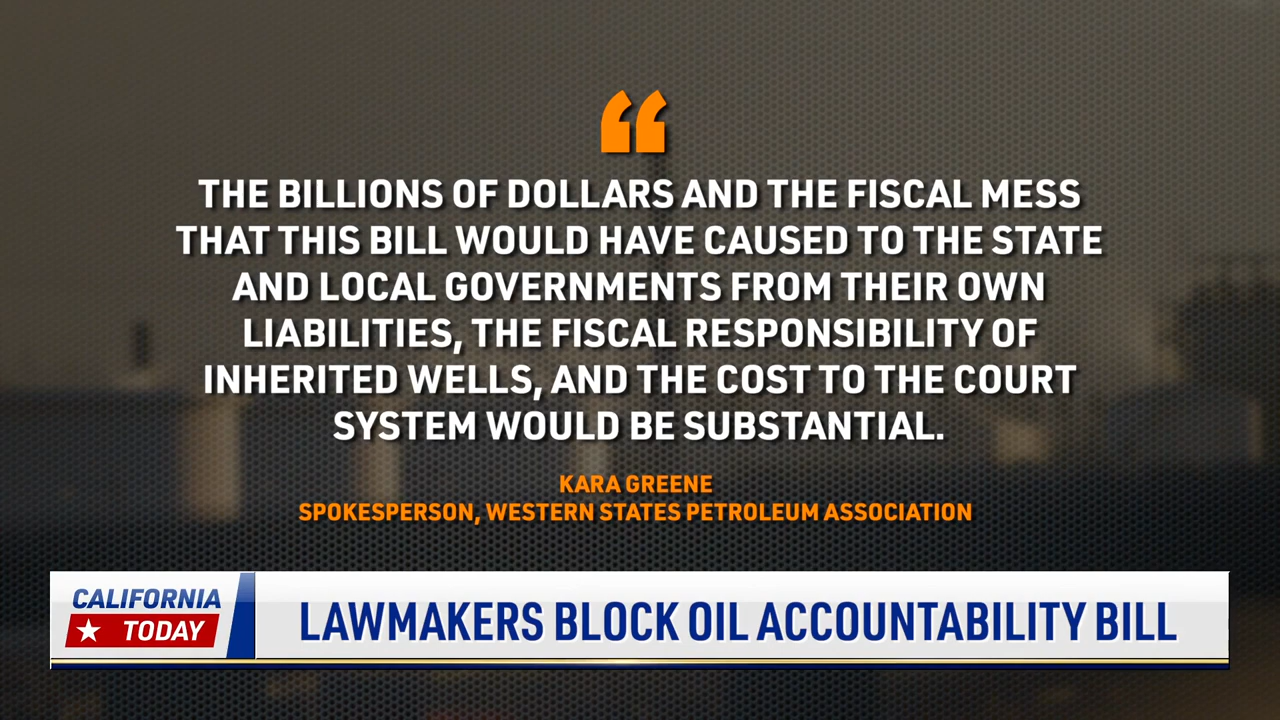 “
THE BILLIONS OF DOLLARS AND THE FISCAL MESS
THAT THIS BILL WOULD HAVE CAUSED TO THE STATE
AND LOCAL GOVERNMENTS FROM THEIR OWN
LIABILITIES, THE FISCAL RESPONSIBILITY OF
INHERITED WELLS, AND THE COST TO THE COURT
SYSTEM WOULD BE SUBSTANTIAL.
KARA GREENE
SPOKESPERSON, WESTERN STATES PETROLEUM ASSOCIATION
CALIFORNIA
TODAY
LAWMAKERS BLOCK OIL ACCOUNTABILITY BILL